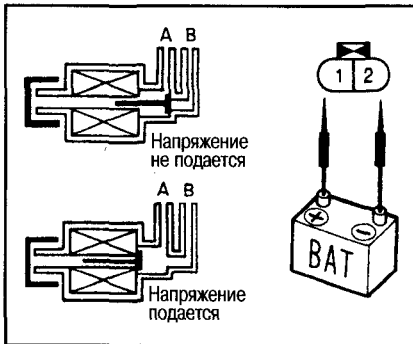 A B
Напряжение
не подается
A B
Напряжение
подается
1 2
+ −
BAT